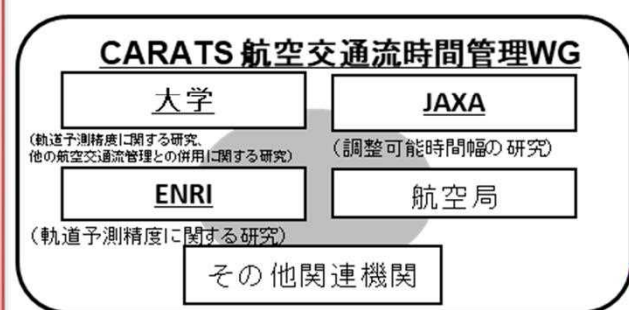 CARATS 航空交通流時間管理WG
大学
JAXA
(軌道予測精度に関する研究、
他の航空交通流管理との併用に関する研究)
(調整可能時間幅の研究)
ENRI
航空局
(軌道予測精度に関する研究)
その他関連機関